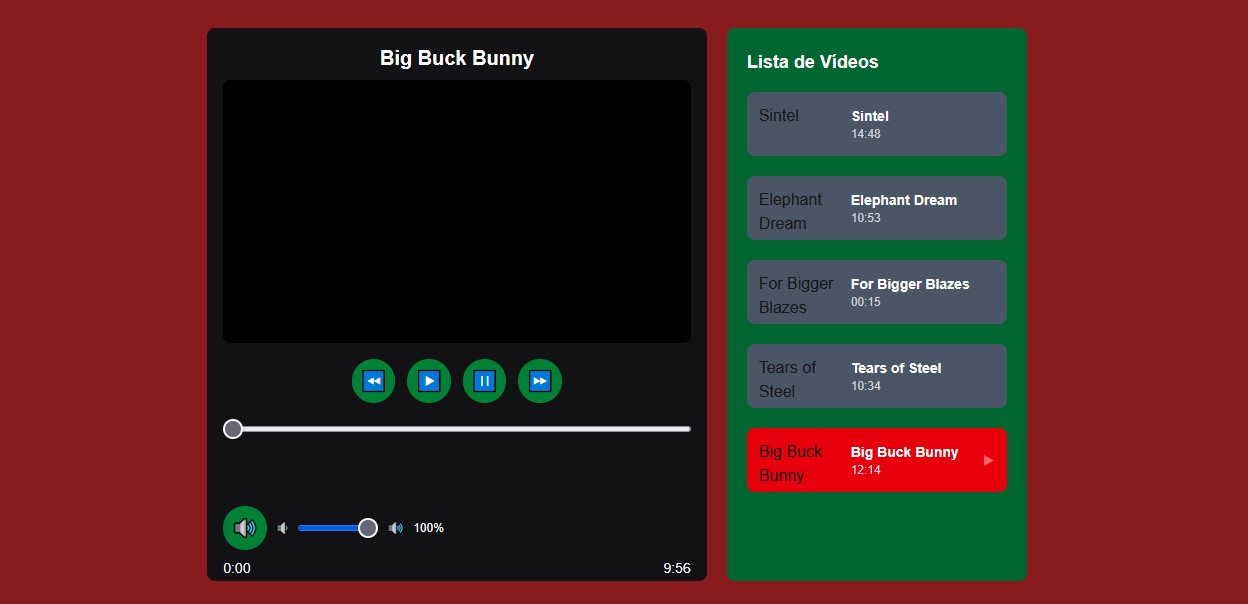 Big Buck Bunny
0:00
9:56
100%
Lista de Vídeos
Sintel
Sintel
14:48
Elephant
Dream
Elephant Dream
10:53
For Bigger
Blazes
For Bigger Blazes
00:15
Tears of
Steel
Tears of Steel
10:34
Big Buck
Bunny
Big Buck Bunny
12:14